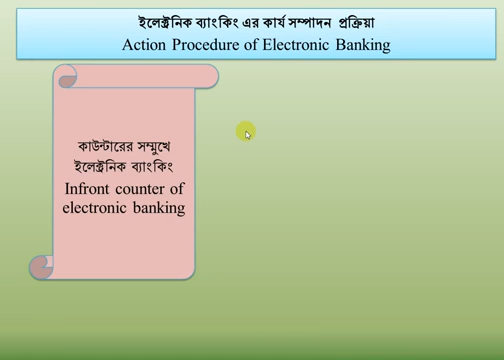 ইলেক্ট্রনিক ব্যাংকিং এর কার্য সম্পাদন প্রক্রিয়া
Action Procedure of Electronic Banking
কাউন্টারের সম্মুখে
ইলেক্ট্রনিক ব্যাংকিং
Infront counter of
electronic banking